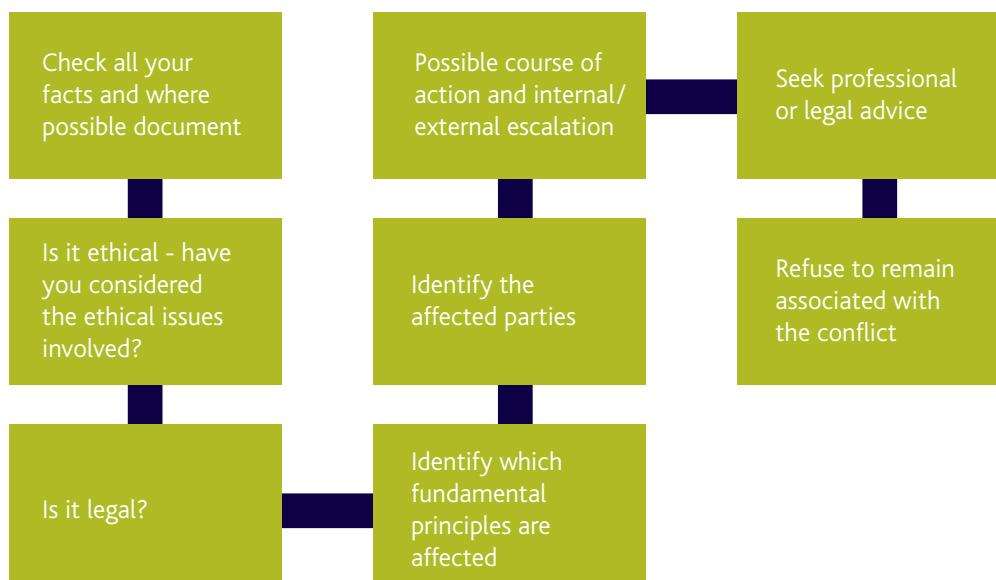 Check all your
facts and where
possible document
Is it ethical - have
you considered
the ethical issues
involved?
Is it legal?
Identify which
fundamental
principles are
affected
Identify the
affected parties
Possible course of
action and internal/
external escalation
Seek professional
or legal advice
Refuse to remain
associated with
the conflict